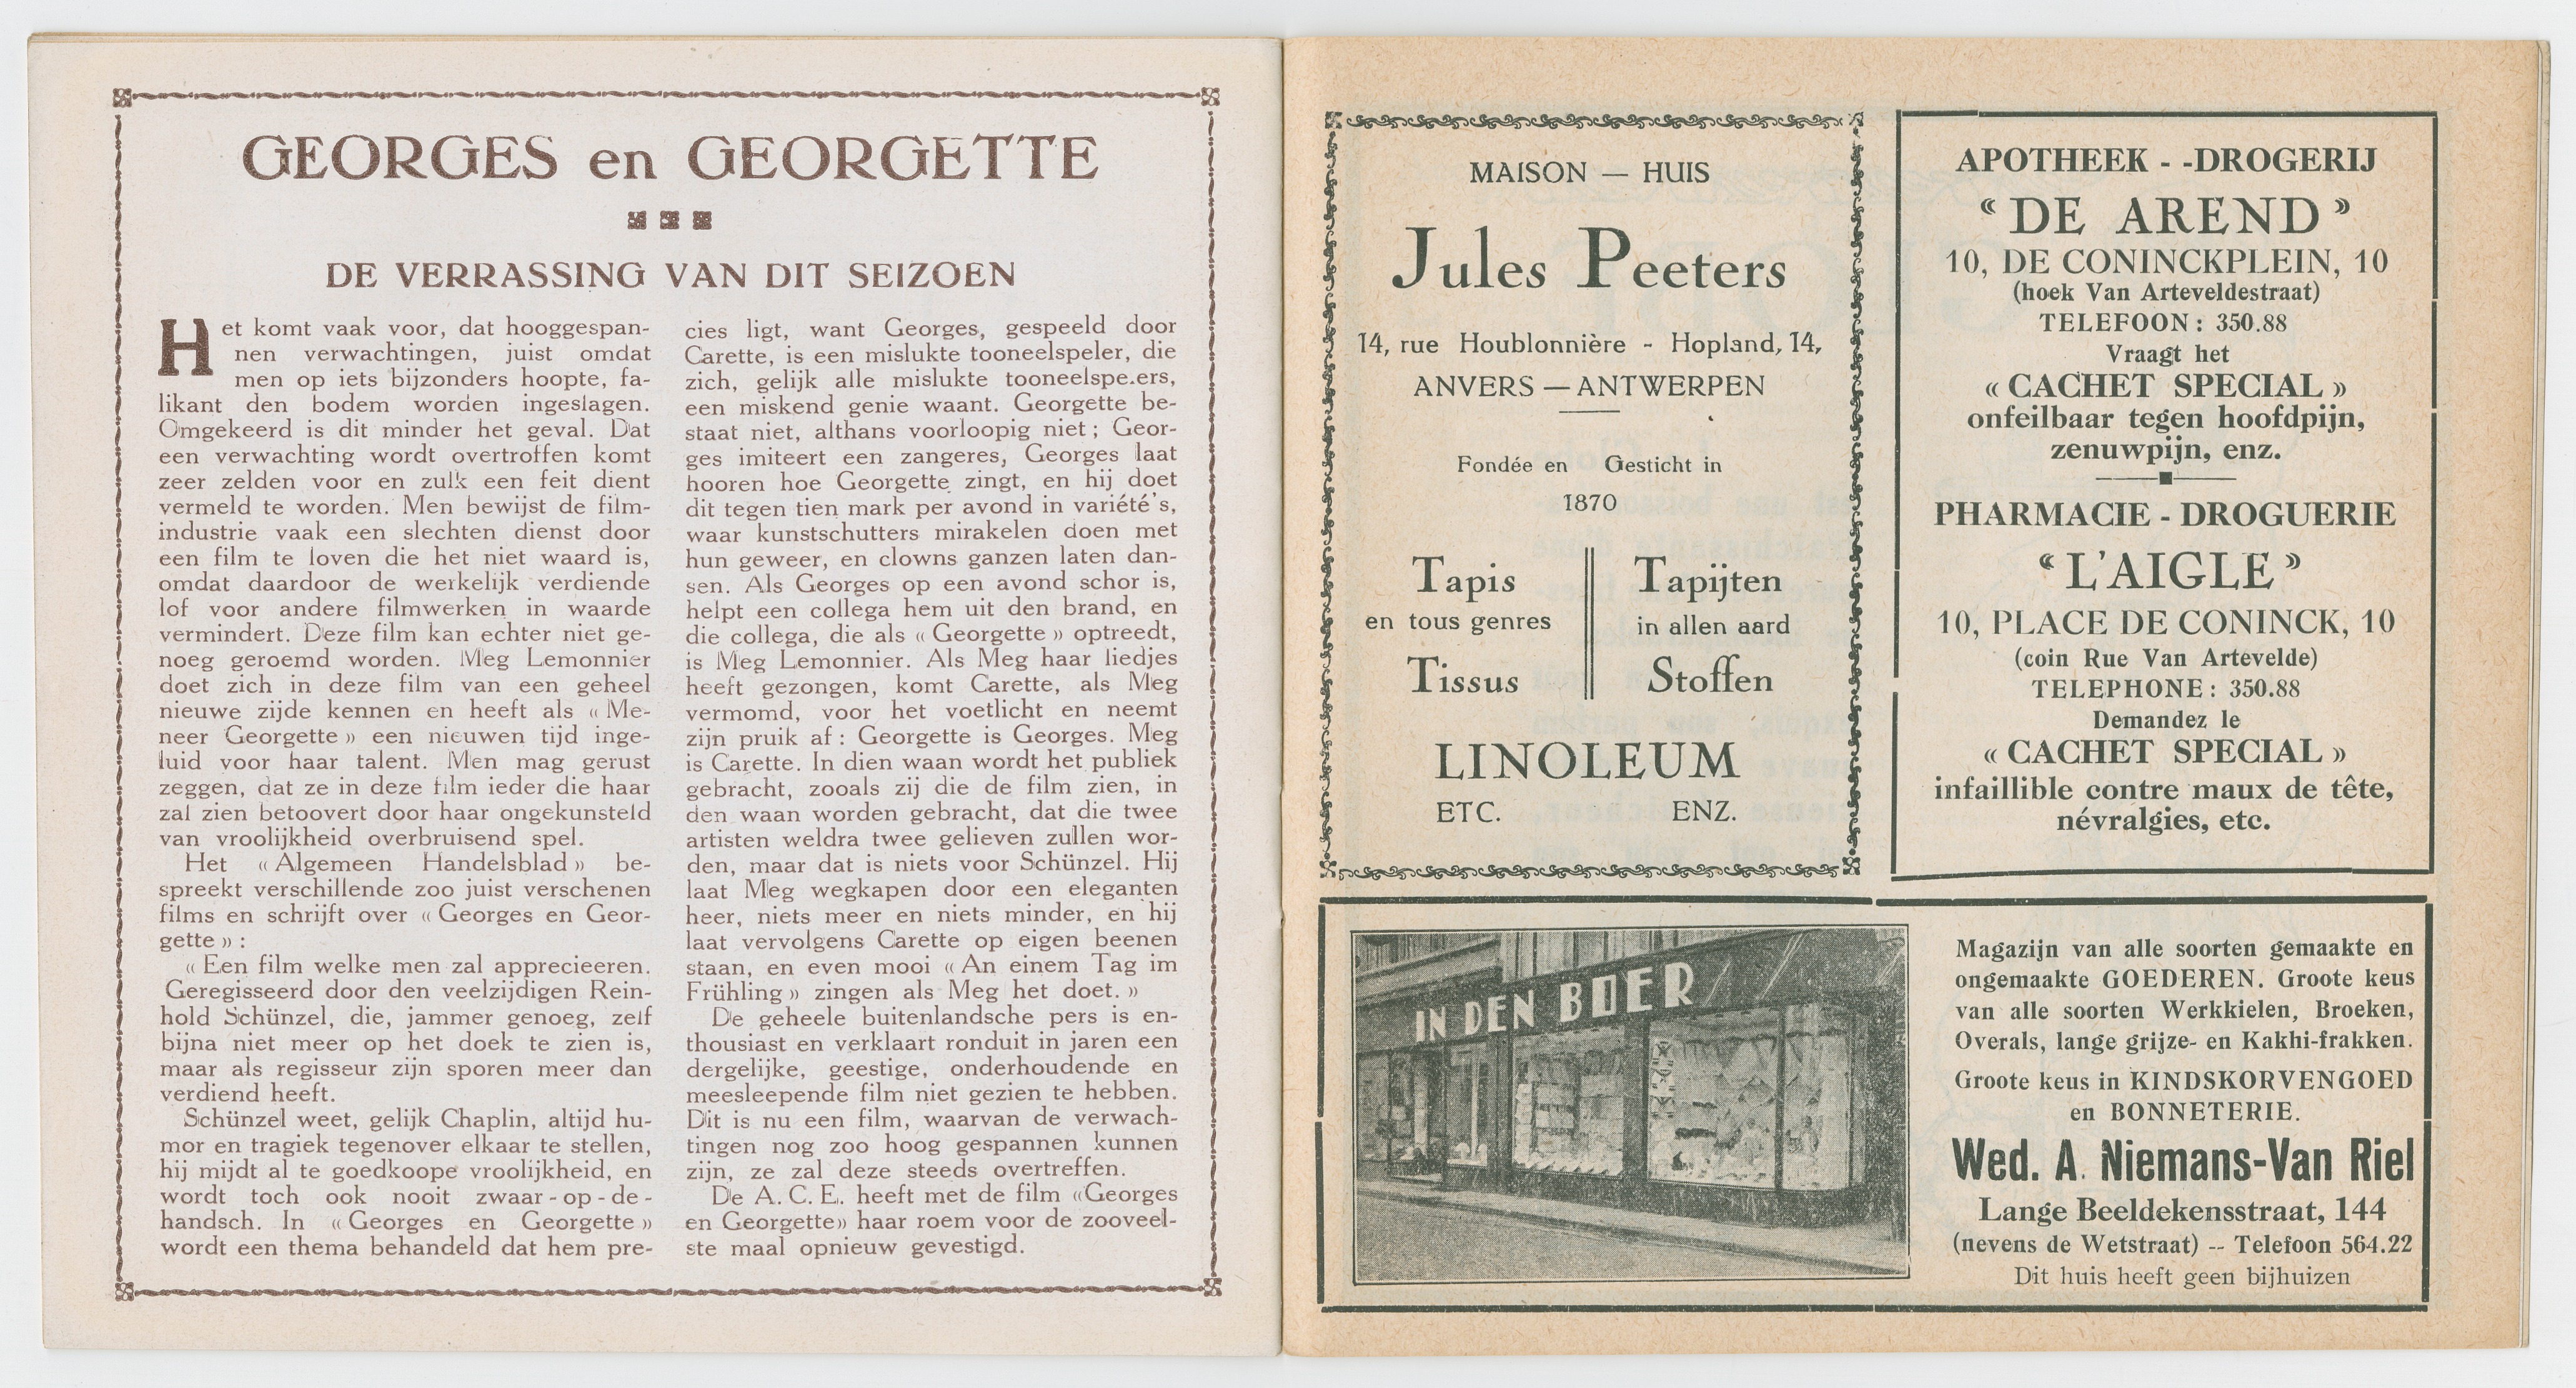 GEORGES en GEORGETTE
DE VERRASSING VAN DIT SEIZOEN
Het komt vaak voor, dat hooggespan-
nen verwachtingen, juist omdat
men op iets bijzonders hoopte, fa-
likant den bodem worden ingeslagen.
Omgekeerd is dit minder het geval. Dat
een verwachting wordt overtroffen komt
zeer zelden voor en zulk een feit dient
vermeld te worden. Men bewijst de film-
industrie vaak een slechten dienst door
een film te loven die het niet waard is,
omdat daardoor de werkelijk verdiende
lof voor andere filmwerken in waarde
vermindert. Deze film kan echter niet ge-
noeg geroemd worden. Meg Lemonnier
doet zich in deze film van een geheel
nieuwe zijde kennen en heeft als « Me-
neer Georgette » een nieuwen tijd inge-
luid voor haar talent. Men mag gerust
zeggen, dat ze in deze film ieder die haar
zal zien betoovert door haar ongekunsteld
van vroolijkheid overbruisend spel.
Het « Algemeen Handelsblad » be-
spreekt verschillende zoo juist verschenen
films en schrijft over « Georges en Geor-
gette » :
« Een film welke men zal apprecieeren.
Geregisseerd door den veelzijdigen Rein-
hold Schünzel, die, jammer genoeg, zelf
bijna niet meer op het doek te zien is,
maar als regisseur zijn sporen meer dan
verdiend heeft.
Schünzel weet, gelijk Chaplin, altijd hu-
mor en tragiek tegenover elkaar te stellen,
hij mijdt al te goedkoope vroolijkheid, en
wordt toch ook nooit zwaar - op - de -
handsch. In « Georges en Georgette »
wordt een thema behandeld dat hem pre-
cies ligt, want Georges, gespeeld door
Carette, is een mislukte tooneelspeler, die
zich, gelijk alle mislukte tooneelspe.ers,
een miskend genie waant. Georgette be-
staat niet, althans voorloopig niet ; Geor-
ges imiteert een zangeres, Georges laat
hooren hoe Georgette zingt, en hij doet
dit tegen tien mark per avond in variété's,
waar kunstschutters mirakelen doen met
hun geweer, en clowns ganzen laten dan-
sen. Als Georges op een avond schor is,
helpt een collega hem uit den brand, en
die collega, die als « Georgette » optreedt,
is Meg Lemonnier. Als Meg haar liedjes
heeft gezongen, komt Carette, als Meg
vermomd, voor het voetlicht en neemt
zijn pruik af : Georgette is Georges. Meg
is Carette. In dien waan wordt het publiek
gebracht, zooals zij die de film zien, in
den waan worden gebracht, dat die twee
artisten weldra twee gelieven zullen wor-
den, maar dat is niets voor Schünzel. Hij
laat Meg wegkapen door een eleganten
heer, niets meer en niets minder, en hij
laat vervolgens Carette op eigen beenen
staan, en even mooi « An einem Tag im
Frühling » zingen als Meg het doet. »
De geheele buitenlandsche pers is en-
thousiast en verklaart ronduit in jaren een
dergelijke, geestige, onderhoudende en
meesleepende film niet gezien te hebben.
Dit is nu een film, waarvan de verwach-
tingen nog zoo hoog gespannen kunnen
zijn, ze zal deze steeds overtreffen.
De A. C. E. heeft met de film «Georges
en Georgette» haar roem voor de zooveel-
ste maal opnieuw gevestigd.
MAISON — HUIS
Jules Peeters
14, rue Houblonnière - Hopland, 14,
ANVERS — ANTWERPEN
Fondée en Gesticht in
1870
Tapis
en tous genres
Tissus
Tapijten
in allen aard
Stoffen
LINOLEUM
ETC. ENZ.
APOTHEEK - -DROGERIJ
« DE AREND »
10, DE CONINCKPLEIN, 10
(hoek Van Arteveldestraat)
TELEFOON : 350.88
Vraagt het
« CACHET SPECIAL »
onfeilbaar tegen hoofdpijn,
zenuwpijn, enz.
PHARMACIE - DROGUERIE
« L'AIGLE »
10, PLACE DE CONINCK, 10
(coin Rue Van Artevelde)
TELEPHONE : 350.88
Demandez le
« CACHET SPECIAL »
infaillible contre maux de tête,
névralgies, etc.
IN DEN BOER
Magazijn van alle soorten gemaakte en
ongemaakte GOEDEREN. Groote keus
van alle soorten Werkkielen, Broeken,
Overals, lange grijze- en Kakhi-frakken.
Groote keus in KINDSKORVENGOED
en BONNETERIE.
Wed. A. Niemans-Van Riel
Lange Beeldekensstraat, 144
(nevens de Wetstraat) -- Telefoon 564.22
Dit huis heeft geen bijhuizen